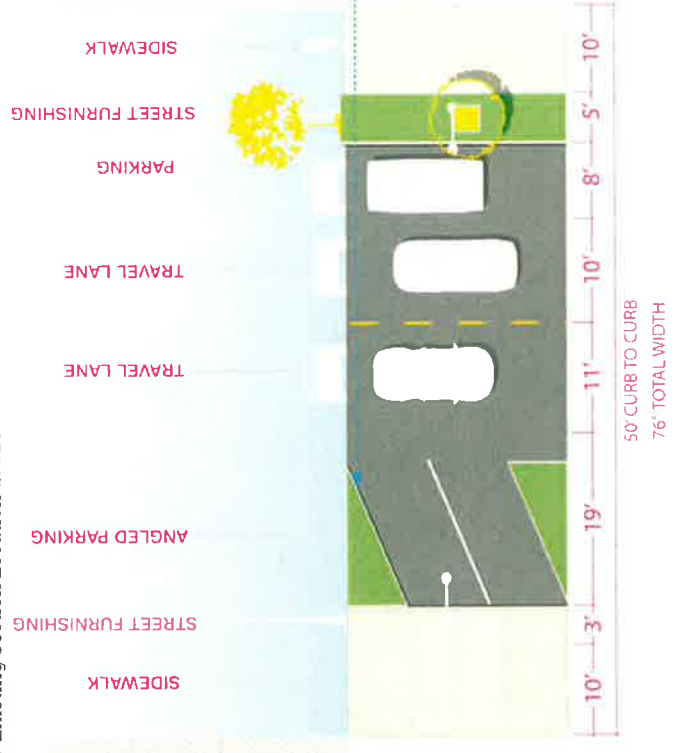 SIDEWALK
STREET FURNISHING
PARKING
TRAVEL LANE
TRAVEL LANE
ANGLED PARKING
STREET FURNISHING
SIDEWALK
10'
5'
8'
10'
11'
19'
3'
10'
50' CURB TO CURB
76' TOTAL WIDTH